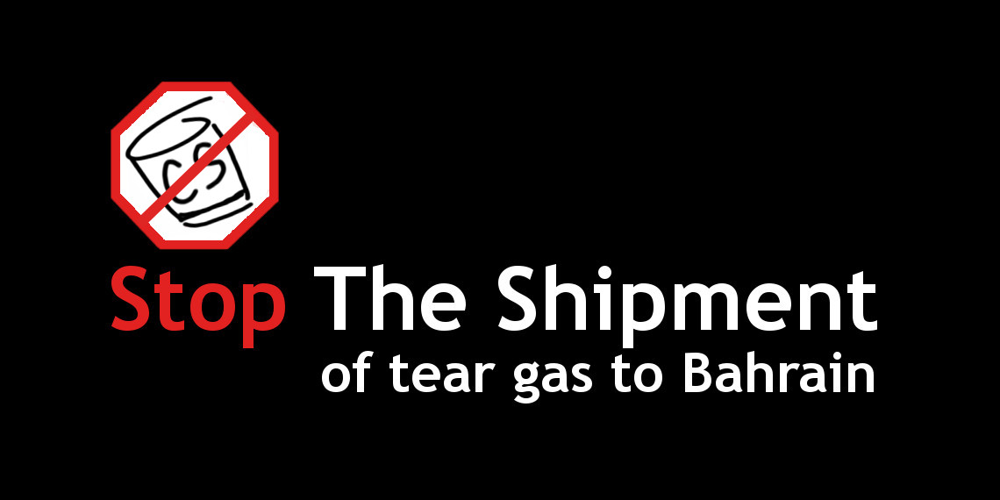 CS
Stop The Shipment
of tear gas to Bahrain